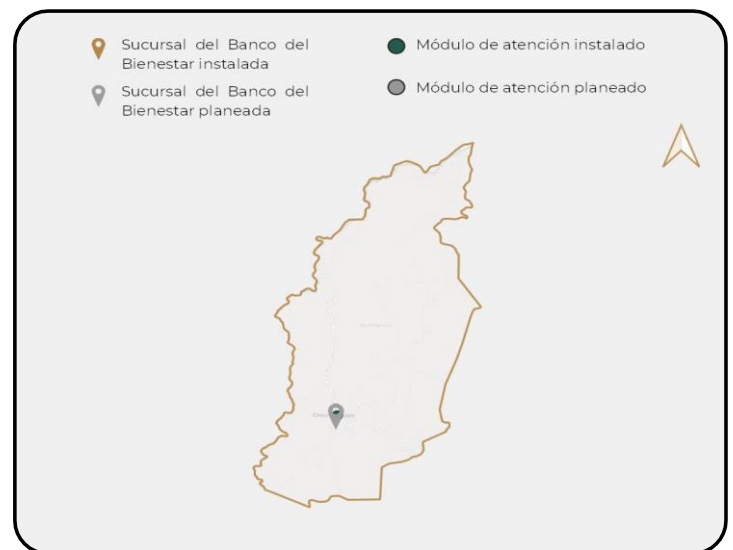 Sucursal del Banco del
Bienestar instalada
Sucursal del Banco del
Bienestar planeada
Módulo de atención instalado
Módulo de atención planeado